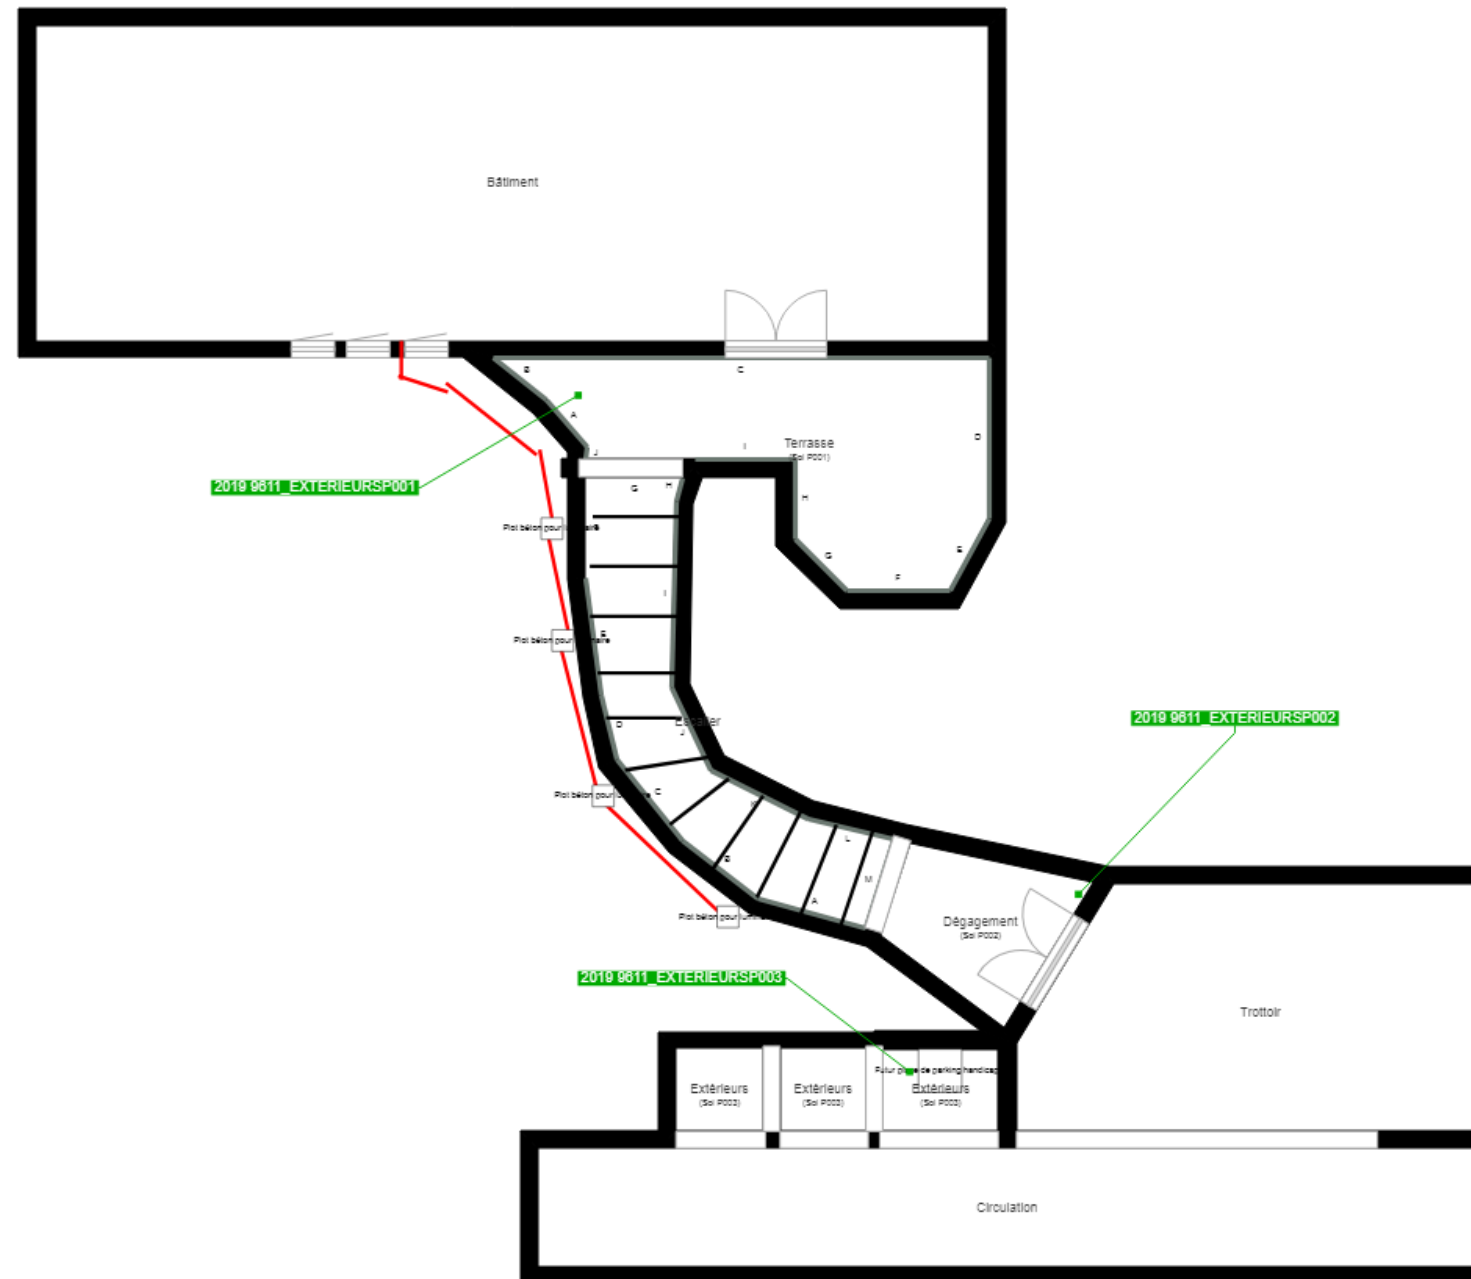 Bâtiment
B
C
A
D
Terrasse
(Sol P001)
I
J
2019 9611_EXTERIEURSP001
G
H
H
Plot béton pour
E
G
F
I
Plot béton pour
E
2019 9611_EXTERIEURSP002
D
Escalier
J
Plot béton pour
C
K
L
B
M
A
Plot béton pour
Dégagement
(Sol P002)
2019 9611_EXTERIEURSP003
Trottoir
Futur place de parking handicap
Extérieurs
(Sol P003)
Extérieurs
(Sol P003)
Extérieurs
(Sol P003)
Circulation